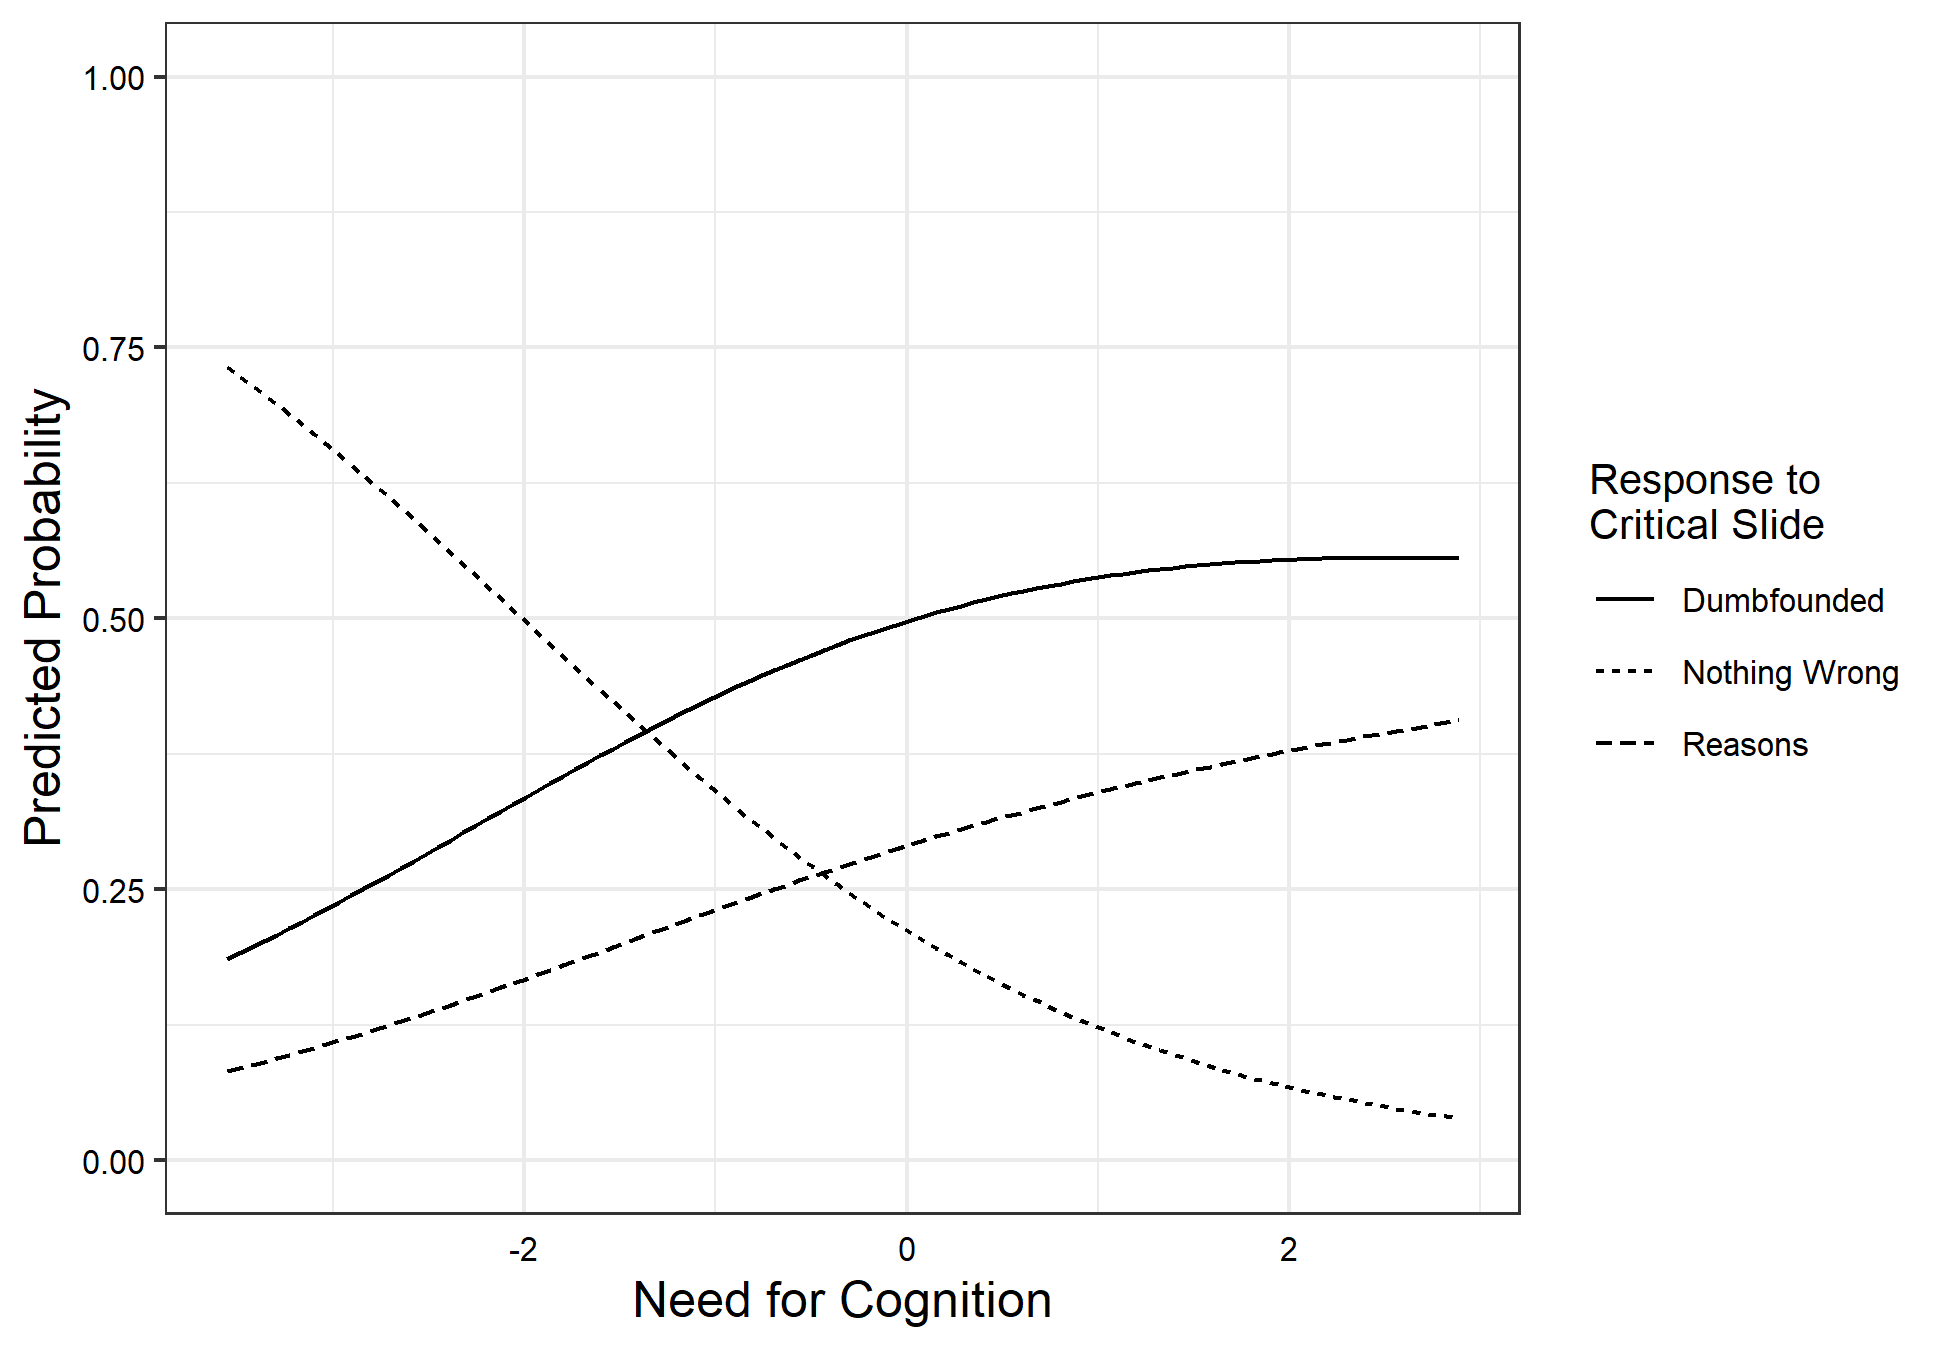 1.00
0.75
0.50
0.25
0.00
Predicted Probability
-2
0
2
Need for Cognition
Response to
Critical Slide
Dumbfounded
Nothing Wrong
Reasons